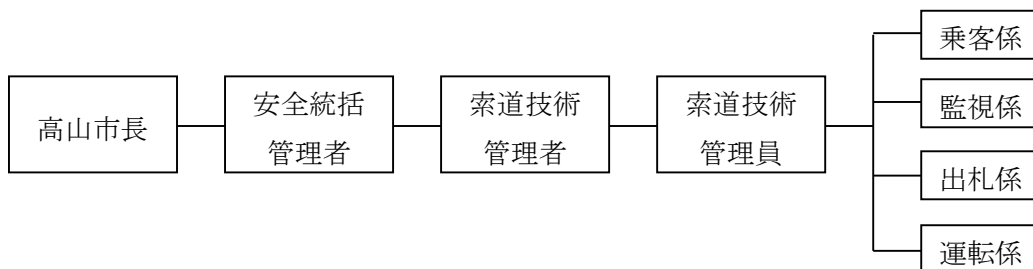 高山市長
安全統括
管理者
索道技術
管理者
索道技術
管理員
乗客係
監視係
出札係
運転係